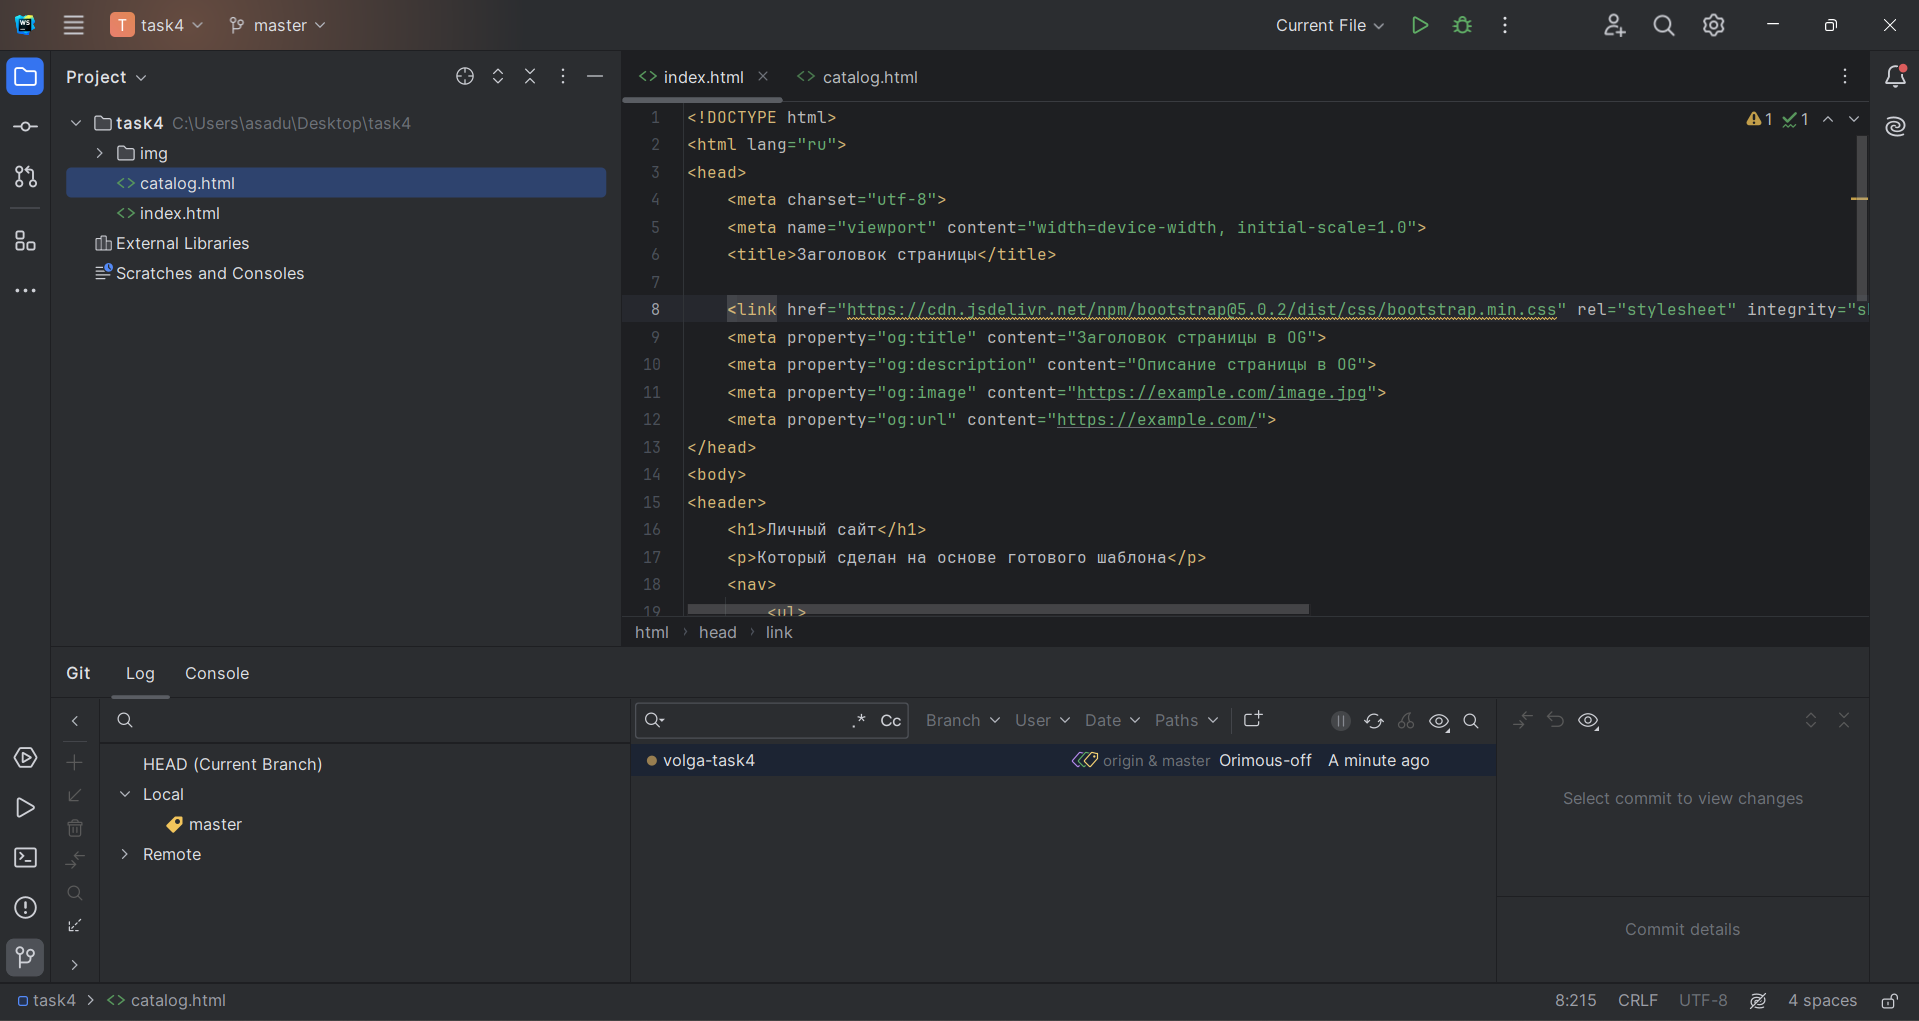 WS T task4 master Current File
Project
task4 C:\Users\asadu\Desktop\task4
img
catalog.html
index.html
External Libraries
Scratches and Consoles
index.html catalog.html
1 <!DOCTYPE html>
2 <html lang="ru">
3 <head>
4 <meta charset="utf-8">
5 <meta name="viewport" content="width=device-width, initial-scale=1.0">
6 <title>Заголовок страницы</title>
7
8 <link href="https://cdn.jsdelivr.net/npm/bootstrap@5.0.2/dist/css/bootstrap.min.css" rel="stylesheet" integrity="s
9 <meta property="og:title" content="Заголовок страницы в OG">
10 <meta property="og:description" content="Описание страницы в OG">
11 <meta property="og:image" content="https://example.com/image.jpg">
12 <meta property="og:url" content="https://example.com/">
13 </head>
14 <body>
15 <header>
16 <h1>Личный сайт</h1>
17 <p>Который сделан на основе готового шаблона</p>
18 <nav>
19 <ul>
1 1
html › head › link
Git Log Console
HEAD (Current Branch)
Local
master
Remote
.* Cc Branch User Date Paths
volga-task4 origin & master Orimous-off A minute ago
Select commit to view changes
Commit details
task4 > catalog.html
8:215 CRLF UTF-8 4 spaces